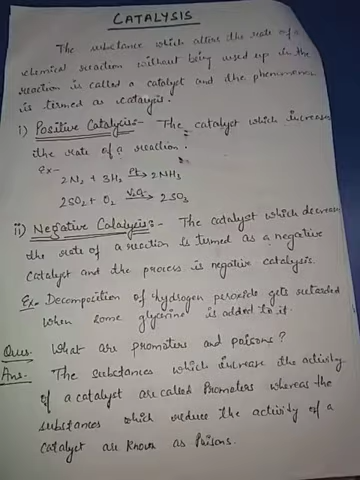 CATALYSIS
The substance which alters the rate of a
chemical reaction without being used up in the
reaction is called a catalyst and the phenomenon
is termed as catalysis.
i) Positive Catalysis:- The catalyst which increases
the rate of a reaction.
Ex-
2N₂ + 3H₂ Pt→ 2NH₃
2SO₂ + O₂ → 2SO₃
ii) Negative Catalysis:- The catalyst which decrease
the rate of a reaction is termed as a negative
catalyst and the process is negative catalysis.
Ex- Decomposition of Hydrogen peroxide gets retarded
when some glycerine is added to it.
Ques. What are promoters and poisons?
Ans. The substances which increase the activity
of a catalyst are called Promoters whereas the
substances which reduce the activity of a
catalyst are known as Poisons.